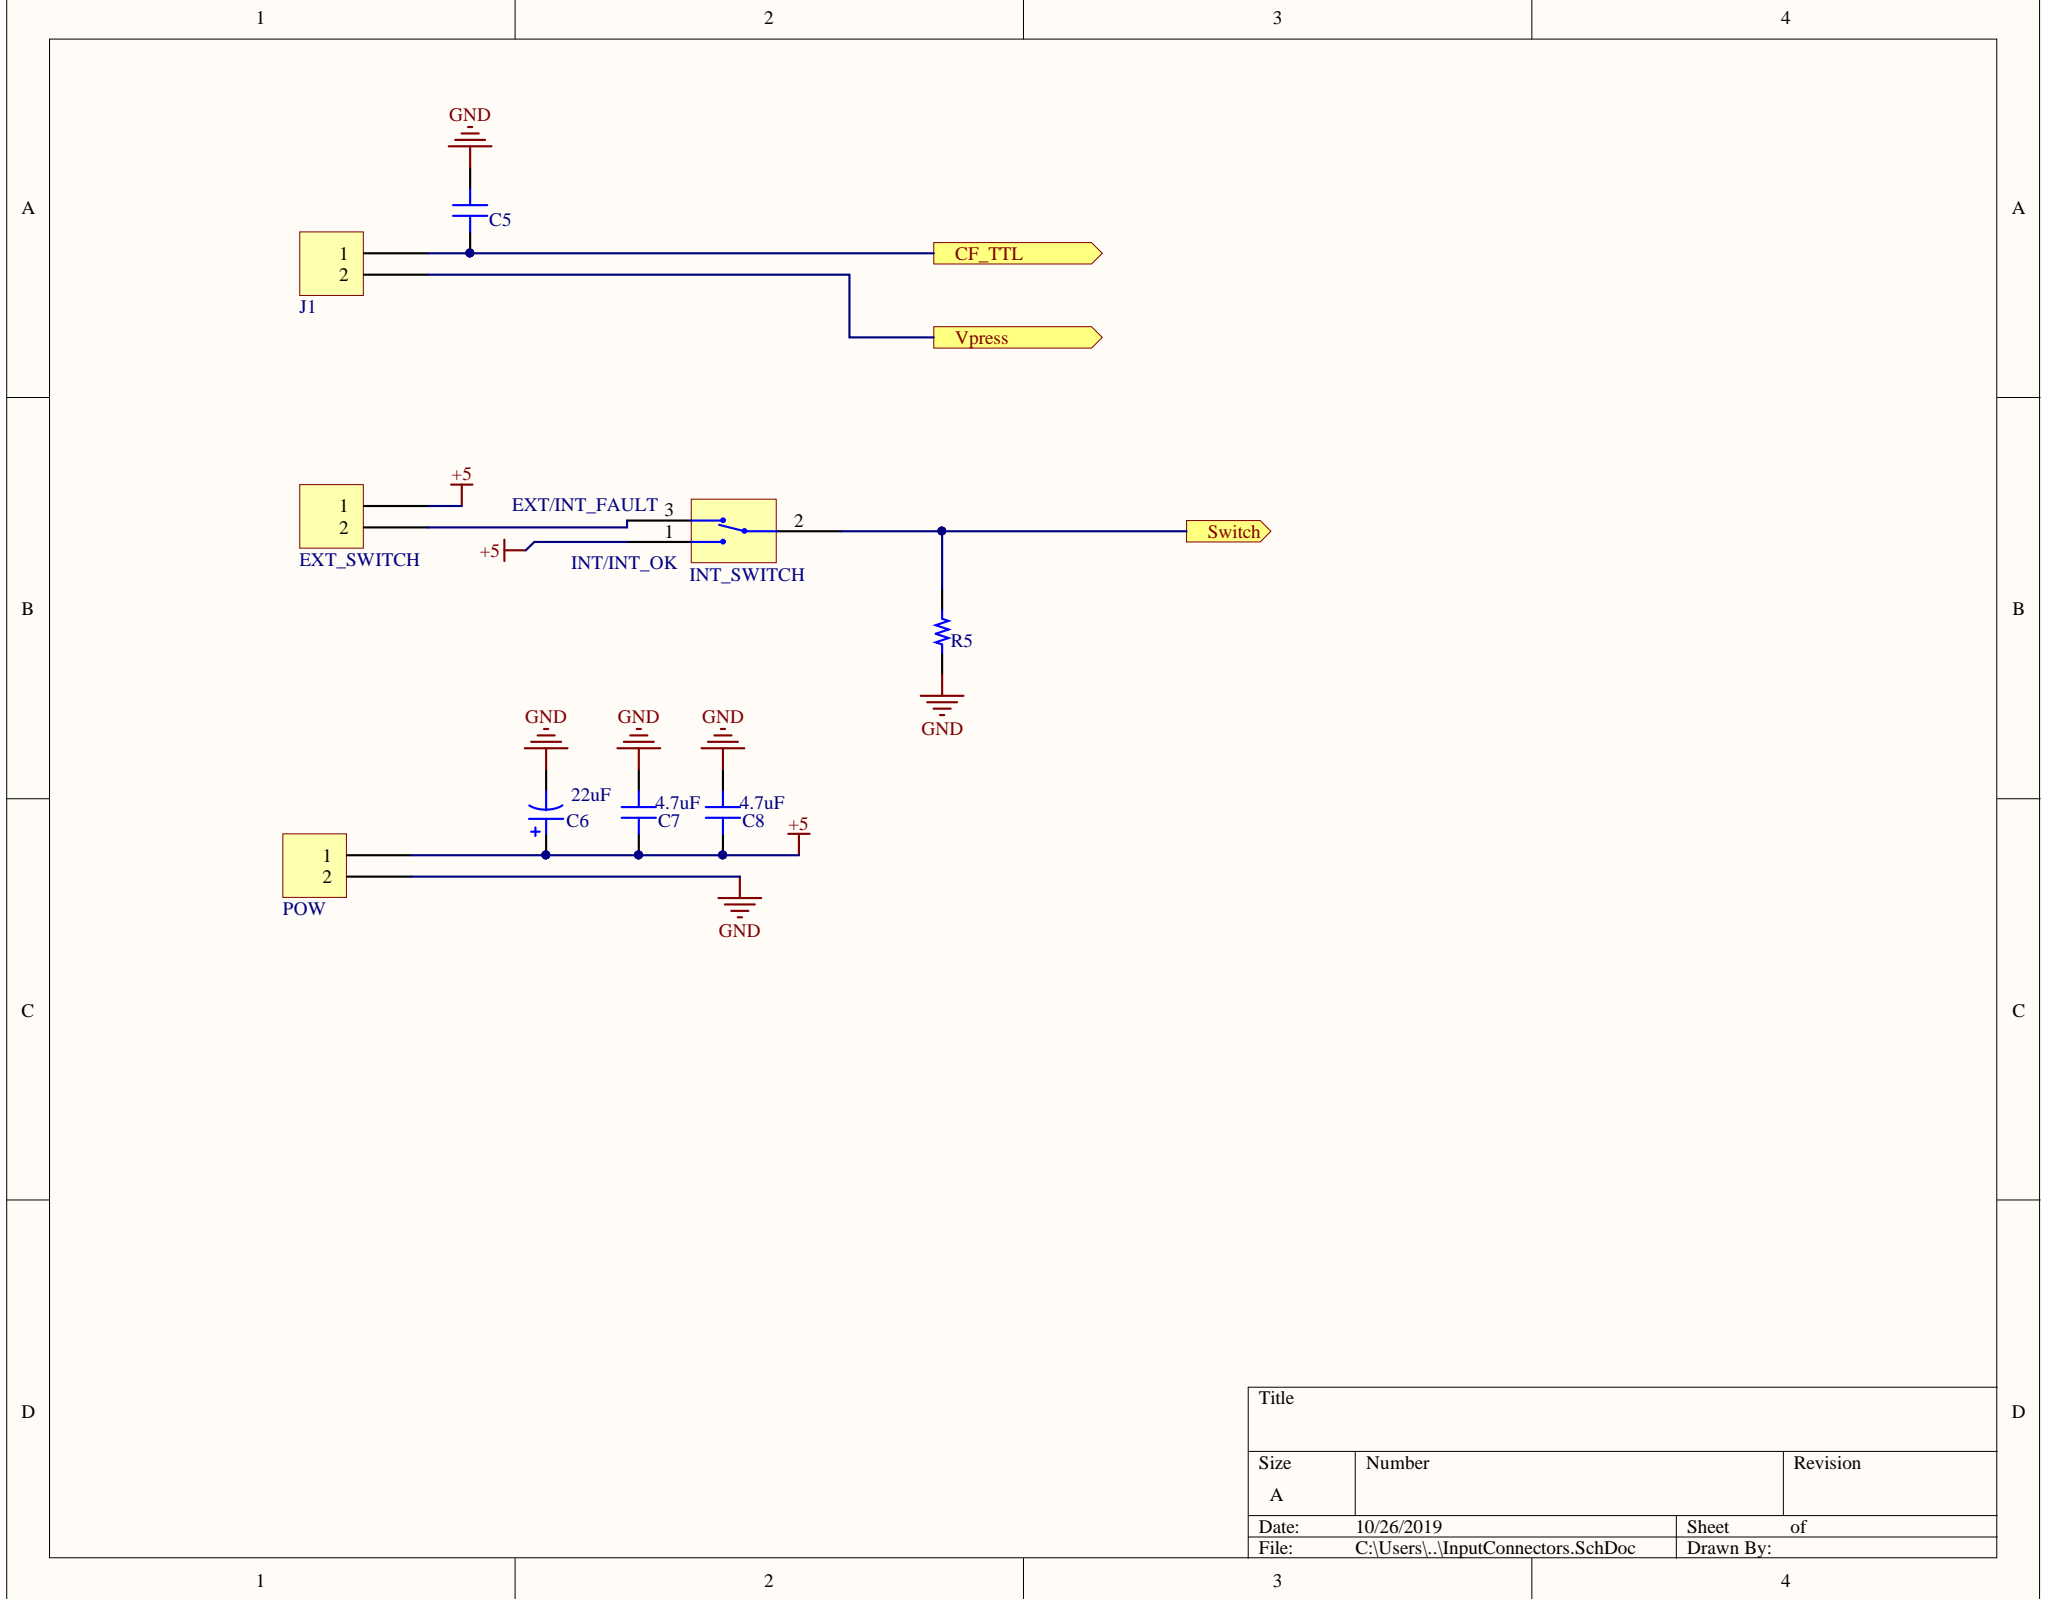 1 2 3 4
A A
GND
C5
1 CF_TTL
2
J1
Vpress
+5
1 EXT/INT_FAULT 3 2
2 1 Switch
+5
EXT_SWITCH INT/INT_OK INT_SWITCH
B B
R5
GND GND GND GND
22uF 4.7uF 4.7uF
C6 C7 C8 +5
+
1
2
POW
GND
C C
D D
Title
Size Number Revision
A
Date: 10/26/2019 Sheet of
File: C:\Users\..\InputConnectors.SchDoc Drawn By:
1 2 3 4